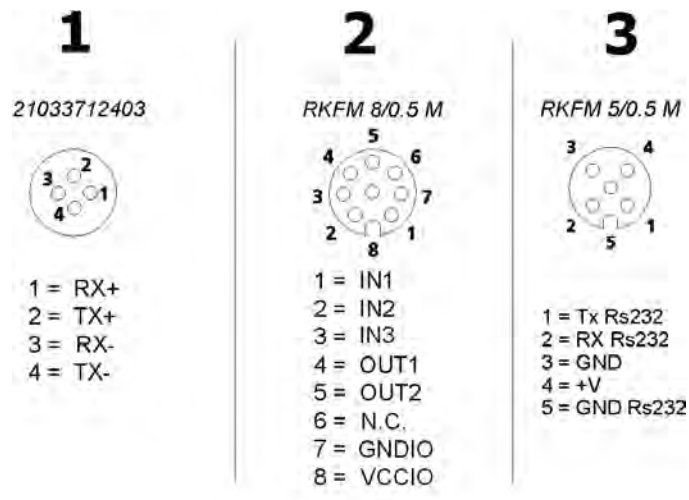 1
21033712403
2
3
1
4
1 = RX+
2 = TX+
3 = RX-
4 = TX-
2
RKFM 8/0.5 M
5
4
6
3
7
2
1
8
1 = IN1
2 = IN2
3 = IN3
4 = OUT1
5 = OUT2
6 = N.C.
7 = GNDIO
8 = VCCIO
3
RKFM 5/0.5 M
3
4
2
1
5
1 = Tx Rs232
2 = RX Rs232
3 = GND
4 = +V
5 = GND Rs232